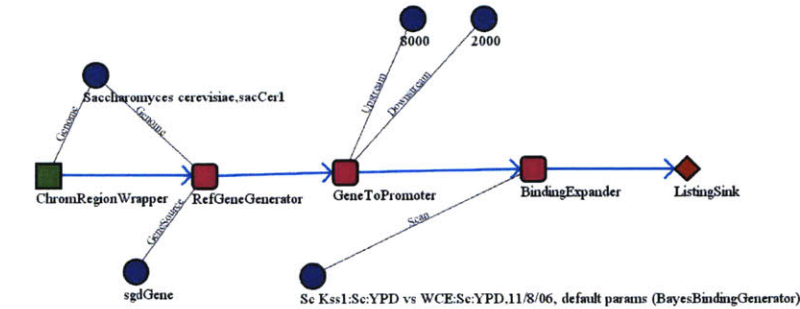 8000
2000
Upstream
Downstream
Saccharomyces cerevisiae,sacCer1
Genome
Genome
ChromRegionWrapper
RefGeneGenerator
GeneToPromoter
BindingExpander
ListingSink
GeneSource
Scan
sgdGene
Sc Kss1:Sc:YPD vs WCE:Sc:YPD,11/8/06, default params (BayesBindingGenerator)